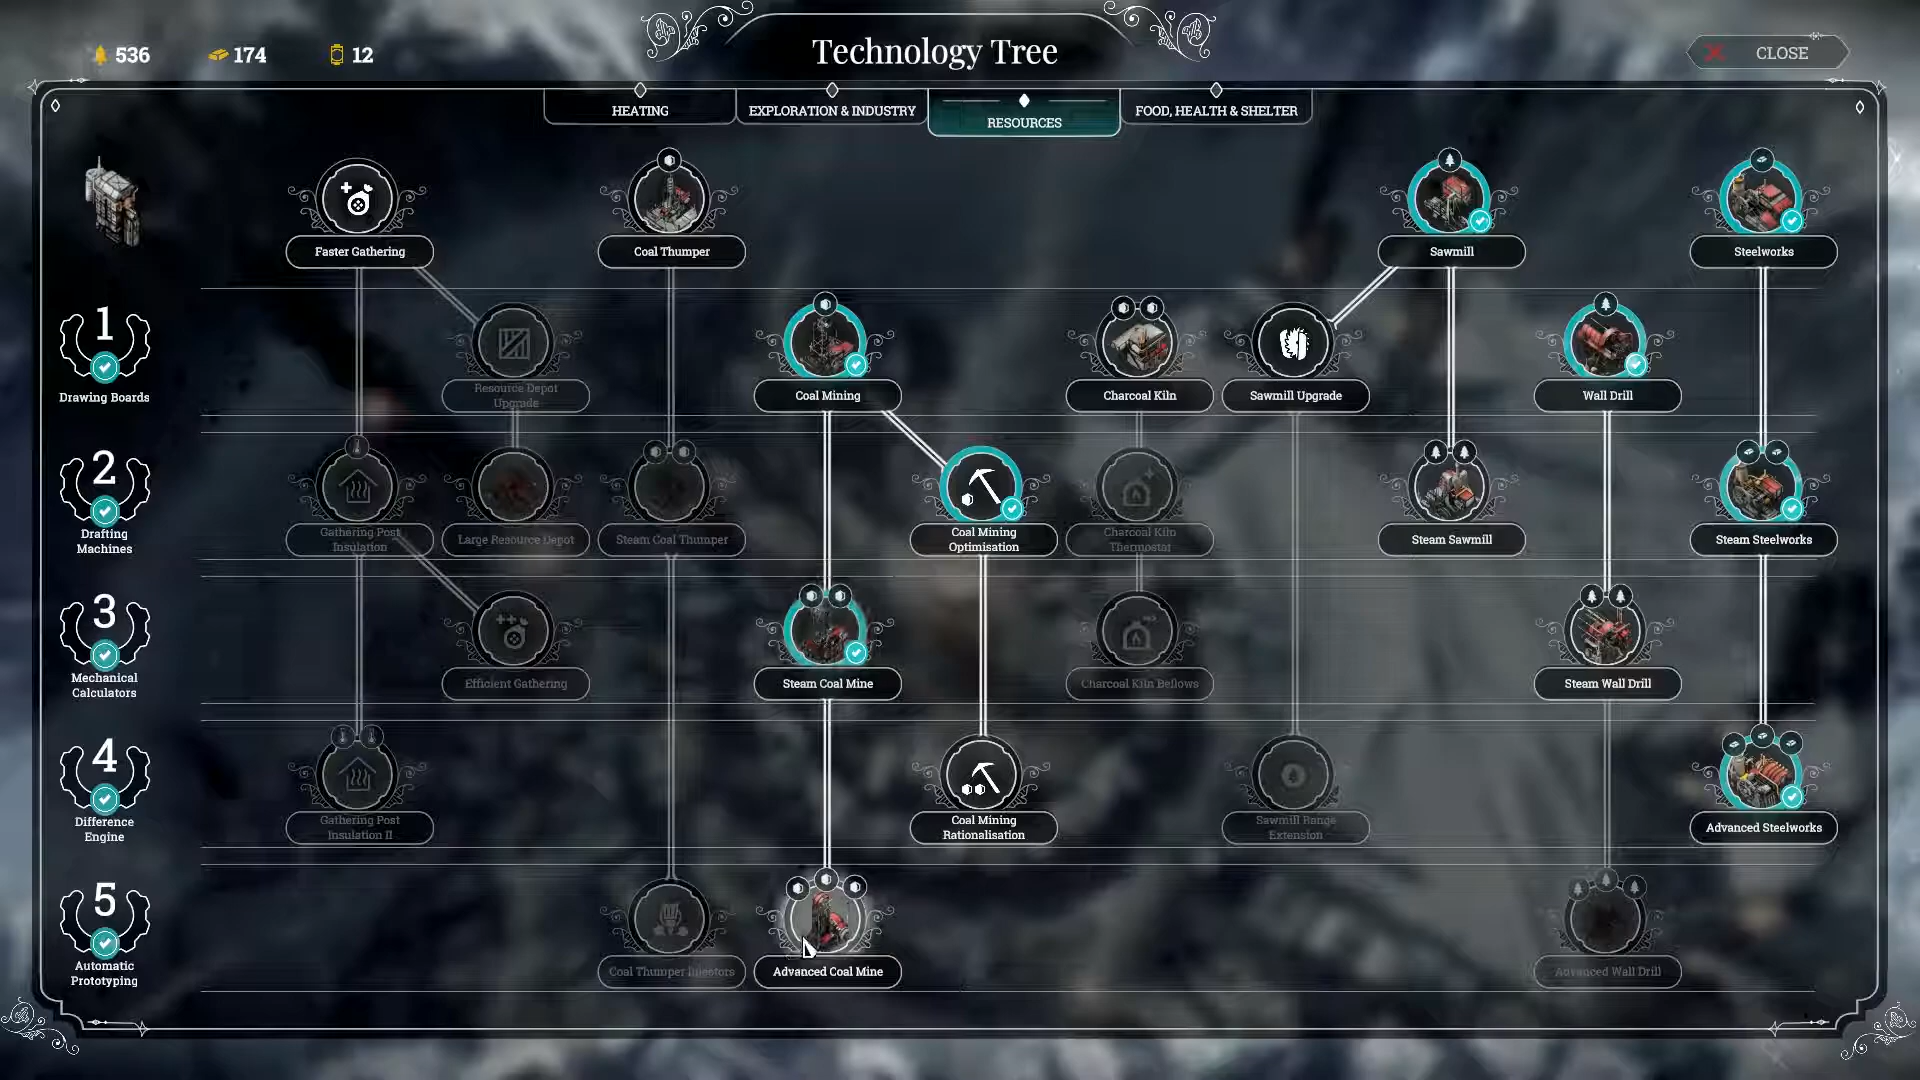 536
174
12
Technology Tree
CLOSE
HEATING
EXPLORATION & INDUSTRY
RESOURCES
FOOD, HEALTH & SHELTER
Faster Gathering
Coal Thumper
Sawmill
Steelworks
1
Drawing Boards
Resource Depot
Upgrade
Coal Mining
Charcoal Kiln
Sawmill Upgrade
Wall Drill
2
Drafting
Machines
Gathering Post
Insulation
Large Resource Depot
Steam Coal Thumper
Coal Mining
Optimisation
Charcoal Kiln
Thermostat
Steam Sawmill
Steam Steelworks
3
Mechanical
Calculators
Efficient Gathering
Steam Coal Mine
Charcoal Kiln Bellows
Steam Wall Drill
4
Difference
Engine
Gathering Post
Insulation II
Coal Mining
Rationalisation
Sawmill Range
Extension
Advanced Steelworks
5
Automatic
Prototyping
Coal Thumper Injectors
Advanced Coal Mine
Advanced Wall Drill